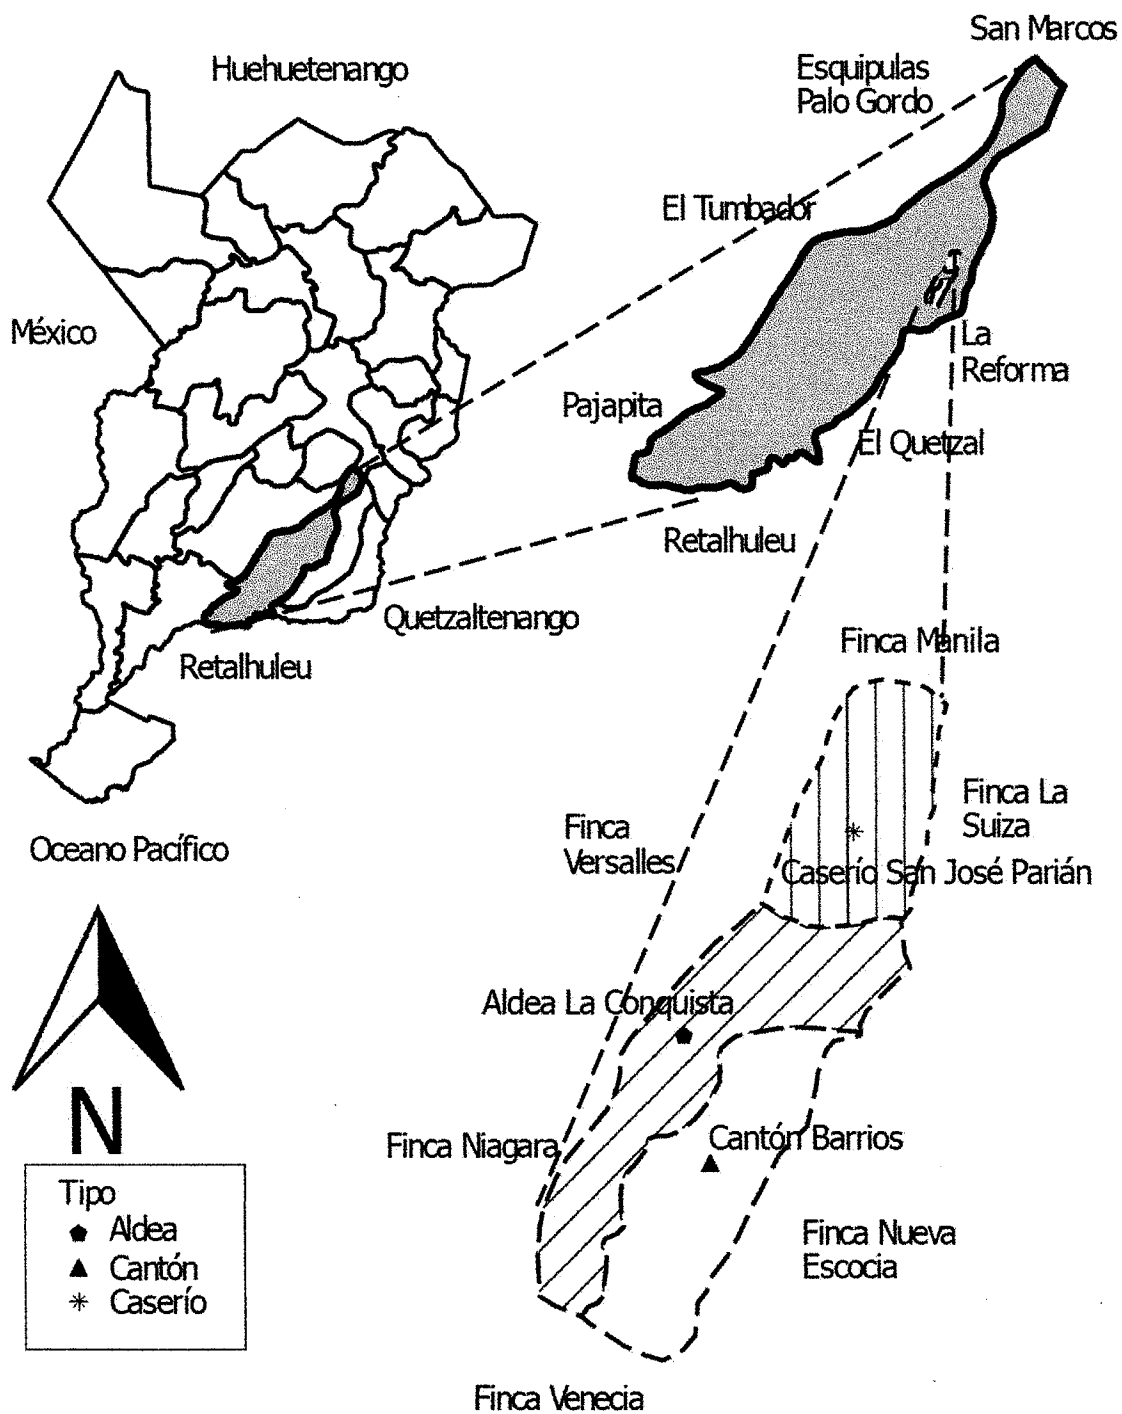 San Marcos
Huehuetenango
Esquipulas
Palo Gordo
El Tumbador
México
La
Reforma
Pajapita
El Quetzal
Retalhuleu
Quetzaltenango
Retalhuleu
Finca Manila
Finca La
Suiza
Finca
Versalles
Oceano Pacífico
Caserío San José Parián
Aldea La Conquista
N
Finca Niagara
Cantón Barrios
Tipo
Aldea
Cantón
Caserío
Finca Nueva
Escocia
Finca Venecia